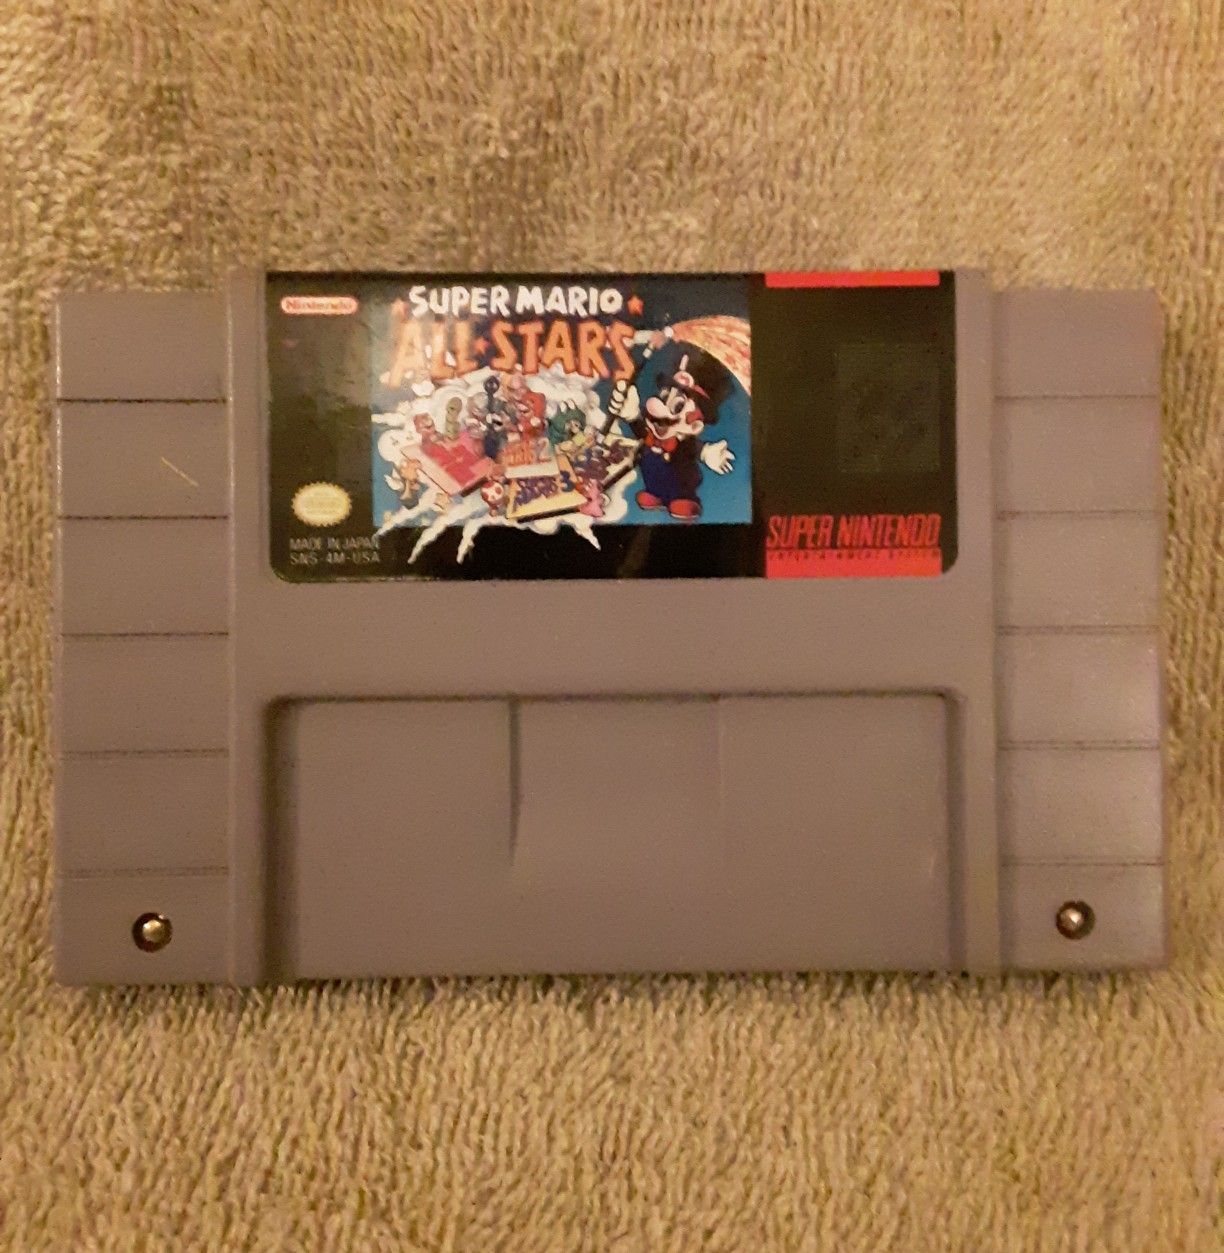 Nintendo
SUPER MARIO
ALL-STARS
MADE IN JAPAN
SNS-4M-USA
SUPER NINTENDO